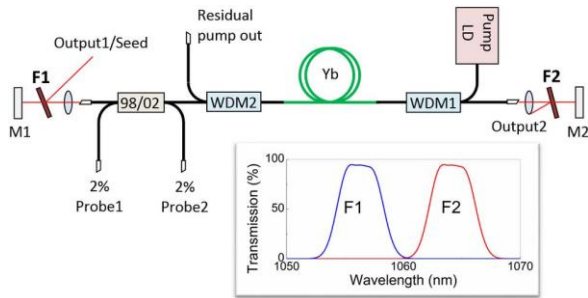 Residual
pump out
Pump
LD
Output1/Seed
F1
Yb
F2
98/02
WDM2
WDM1
M1
Output2
M2
2%
Probe1
2%
Probe2
Transmission (%)
100
50
0
F1
F2
1050
1060
1070
Wavelength (nm)